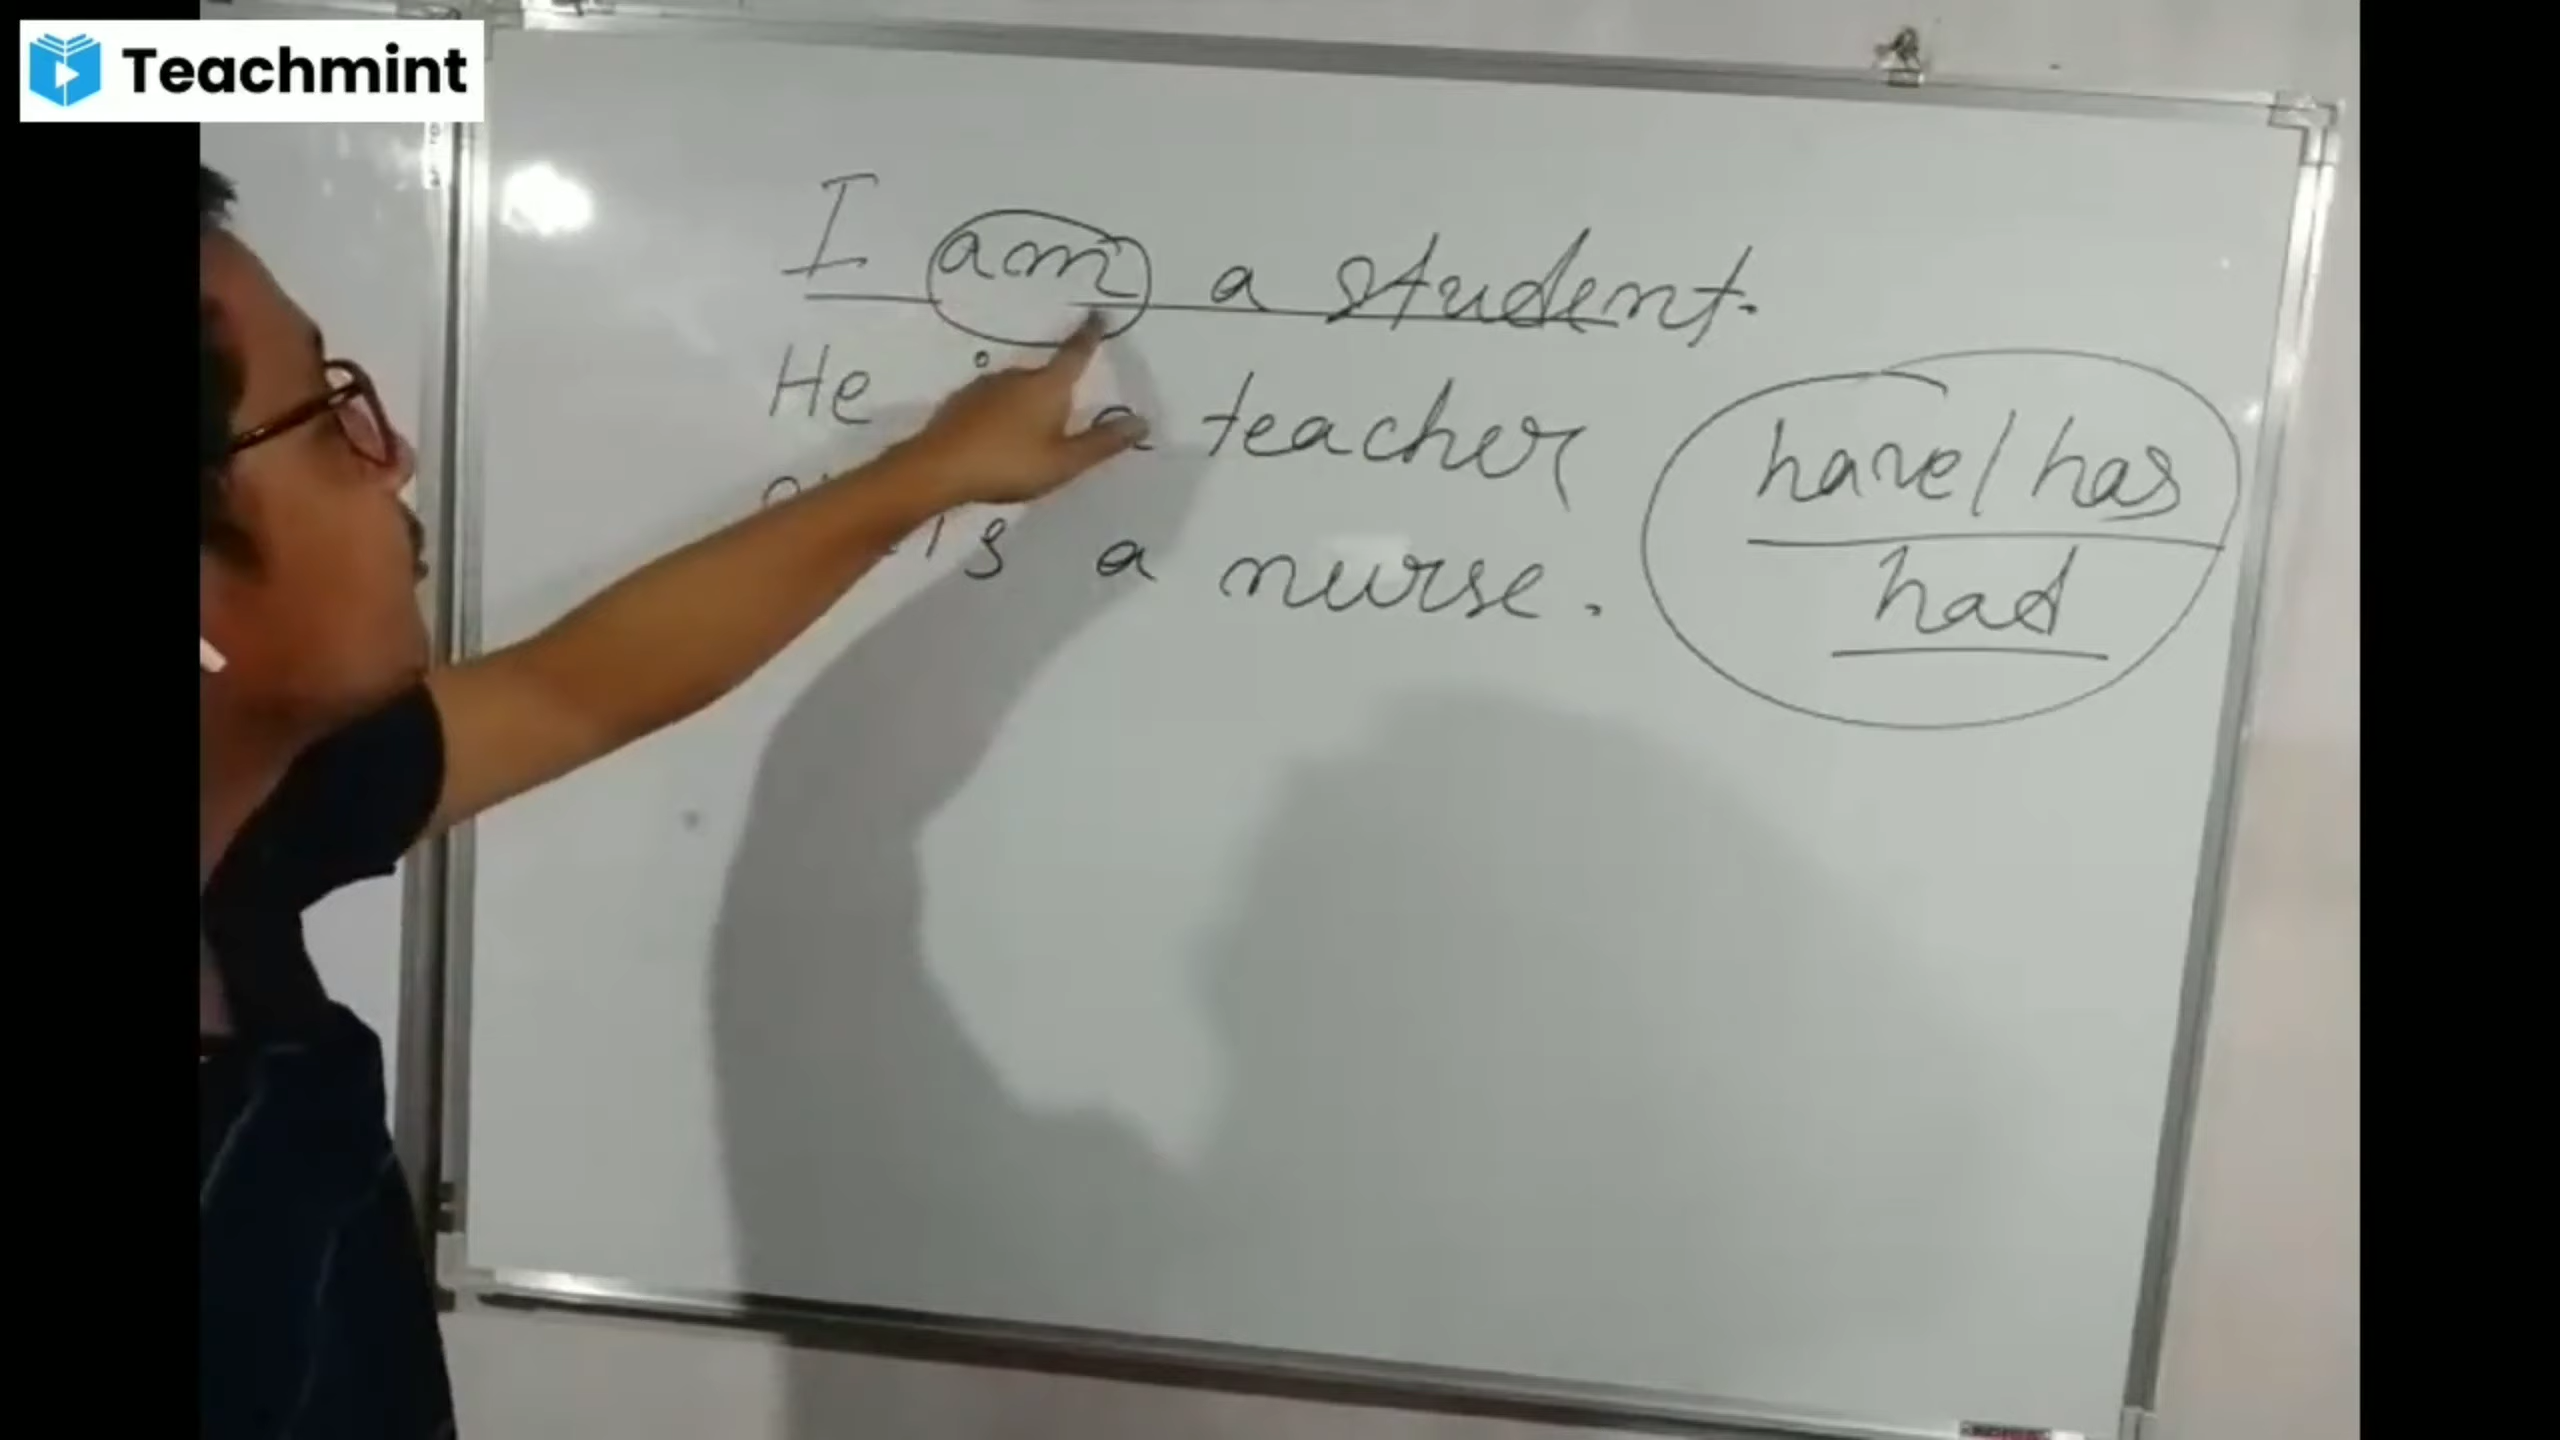 Teachmint
I am a student.
He a teacher
is a nurse.
have/has
had